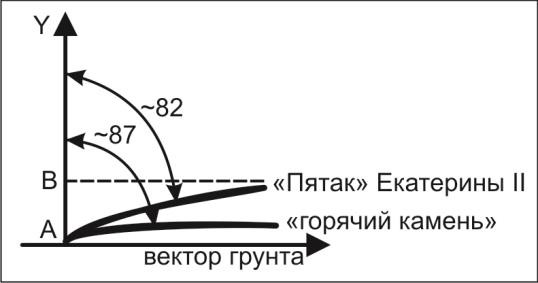 Y
~82
~87
B
«Пятак» Екатерины II
A
«горячий камень»
вектор грунта